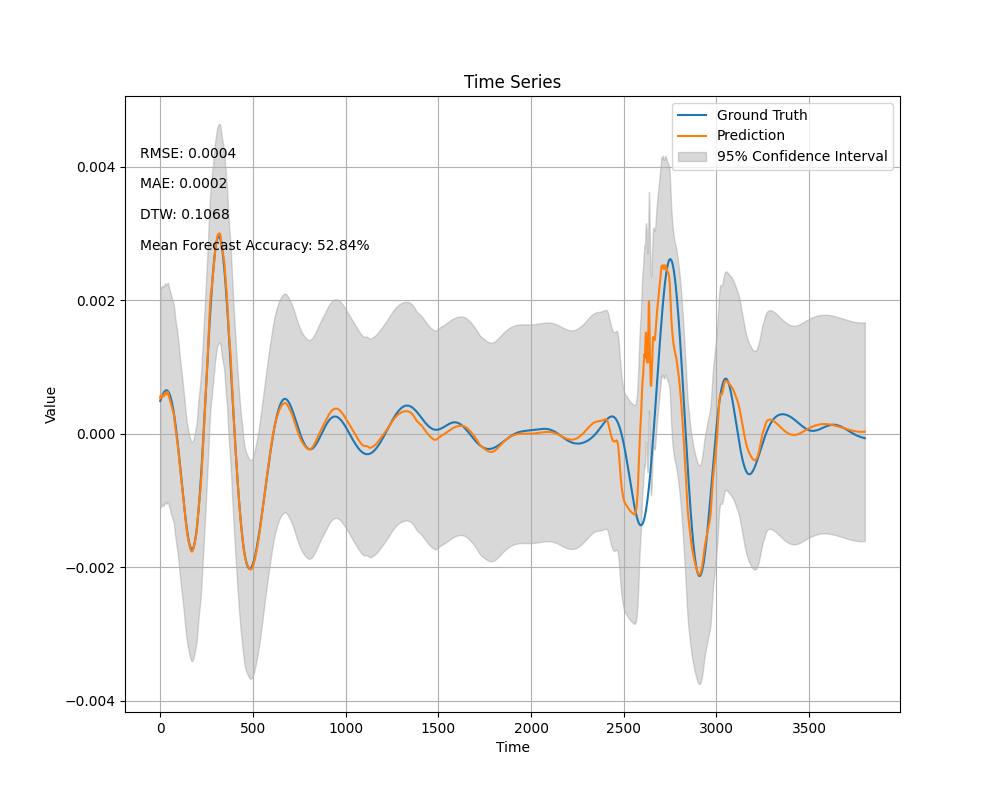 Time Series
Ground Truth
Prediction
95% Confidence Interval
RMSE: 0.0004
MAE: 0.0002
DTW: 0.1068
Mean Forecast Accuracy: 52.84%
0.004
0.002
0.000
−0.002
−0.004
Value
0 500 1000 1500 2000 2500 3000 3500
Time